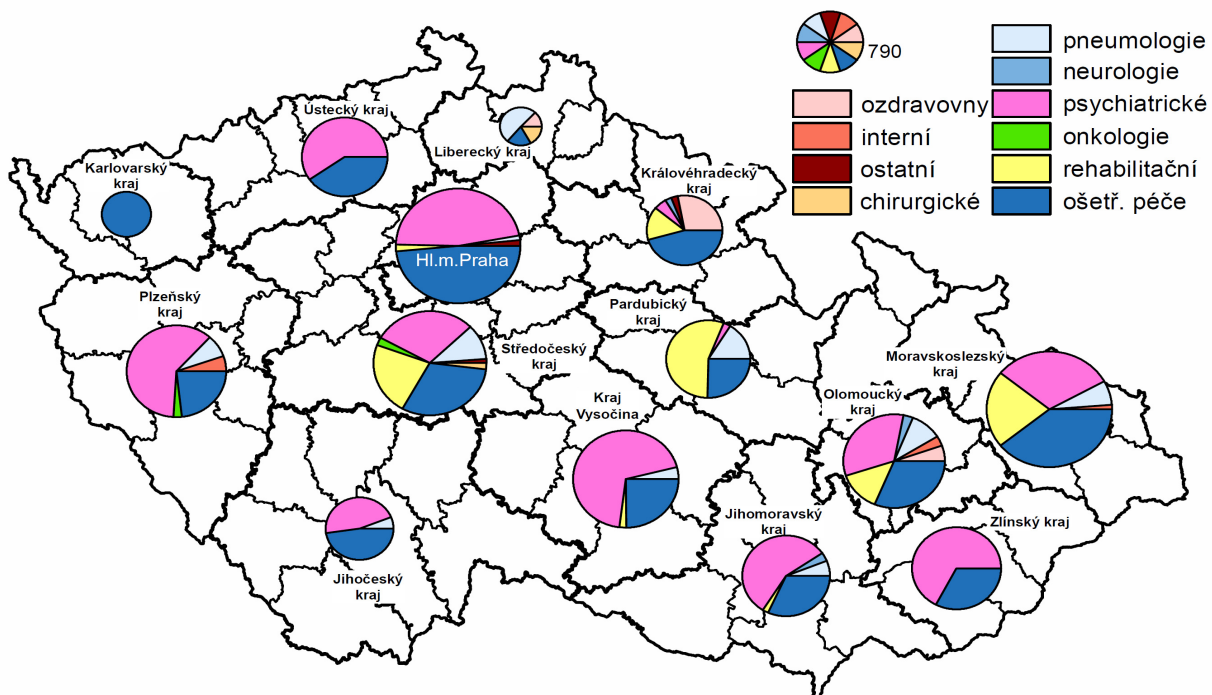 790
pneumologie
neurologie
psychiatrické
onkologie
rehabilitační
ošetř. péče
ozdravovny
interní
ostatní
chirurgické
Ústecký kraj
Liberecký kraj
Karlovarský
kraj
Královéhradecký
kraj
Hl.m.Praha
Plzeňský
kraj
Středočeský
kraj
Pardubický
kraj
Moravskoslezský
kraj
Kraj
Vysočina
Olomoucký
kraj
Jihomoravský
kraj
Zlínský kraj
Jihočeský
kraj